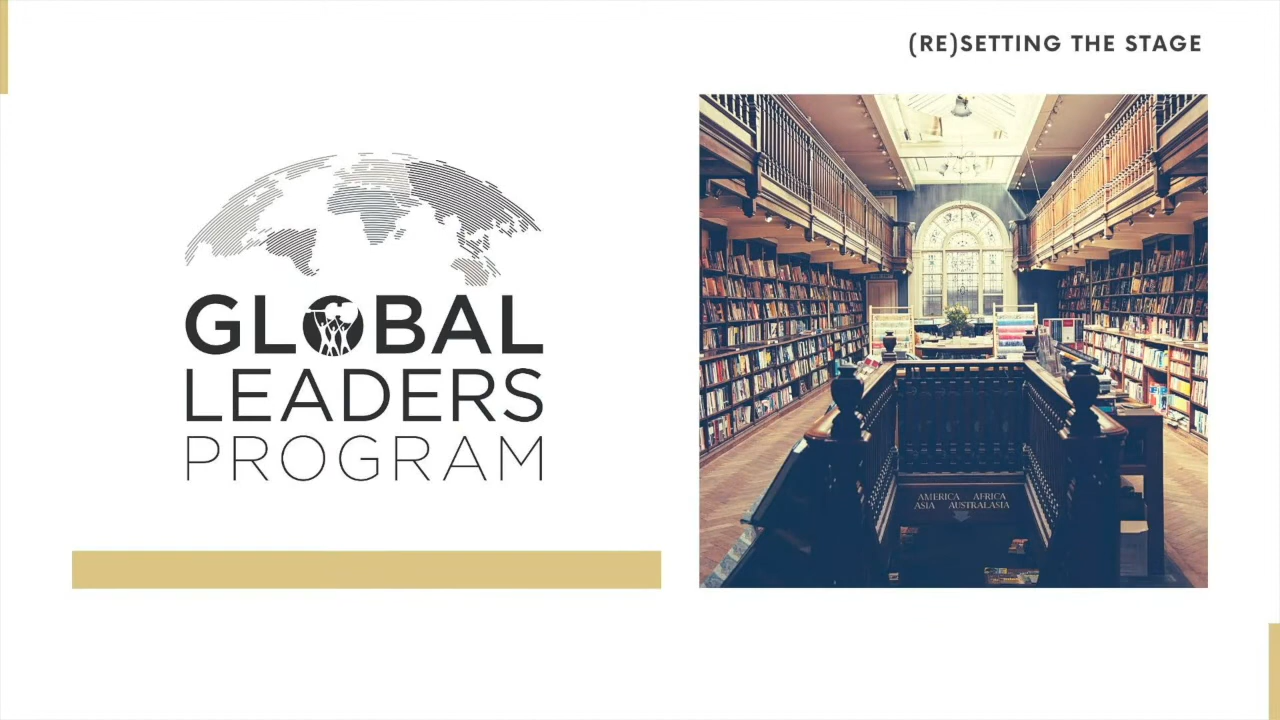 (RE)SETTING THE STAGE
GLOBAL
LEADERS
PROGRAM
AMERICA AFRICA
ASIA AUSTRALASIA